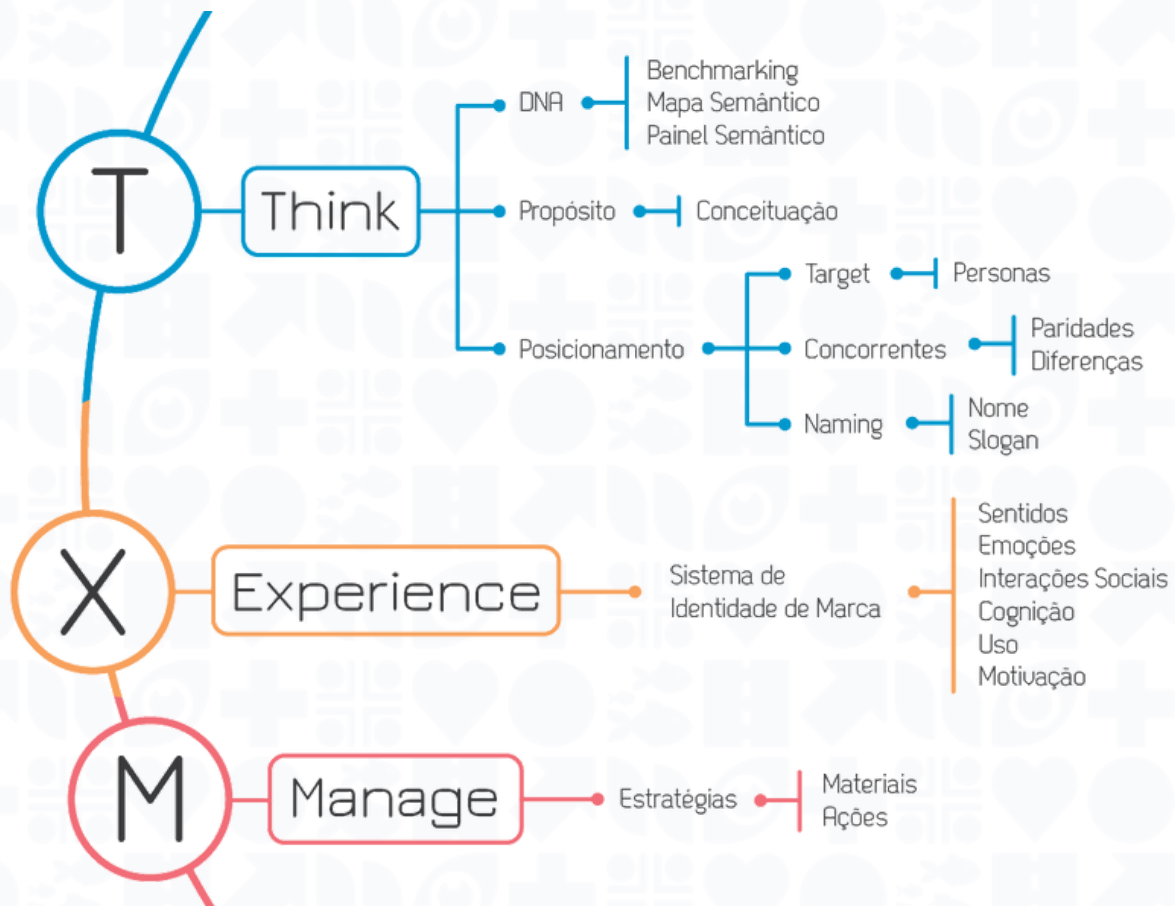 T
Think
DNA
Benchmarking
Mapa Semântico
Painel Semântico
Propósito
Conceituação
Posicionamento
Target
Personas
Concorrentes
Paridades
Diferenças
Naming
Nome
Slogan
X
Experience
Sistema de
Identidade de Marca
Sentidos
Emoções
Interações Sociais
Cognição
Uso
Motivação
M
Manage
Estratégias
Materiais
Ações